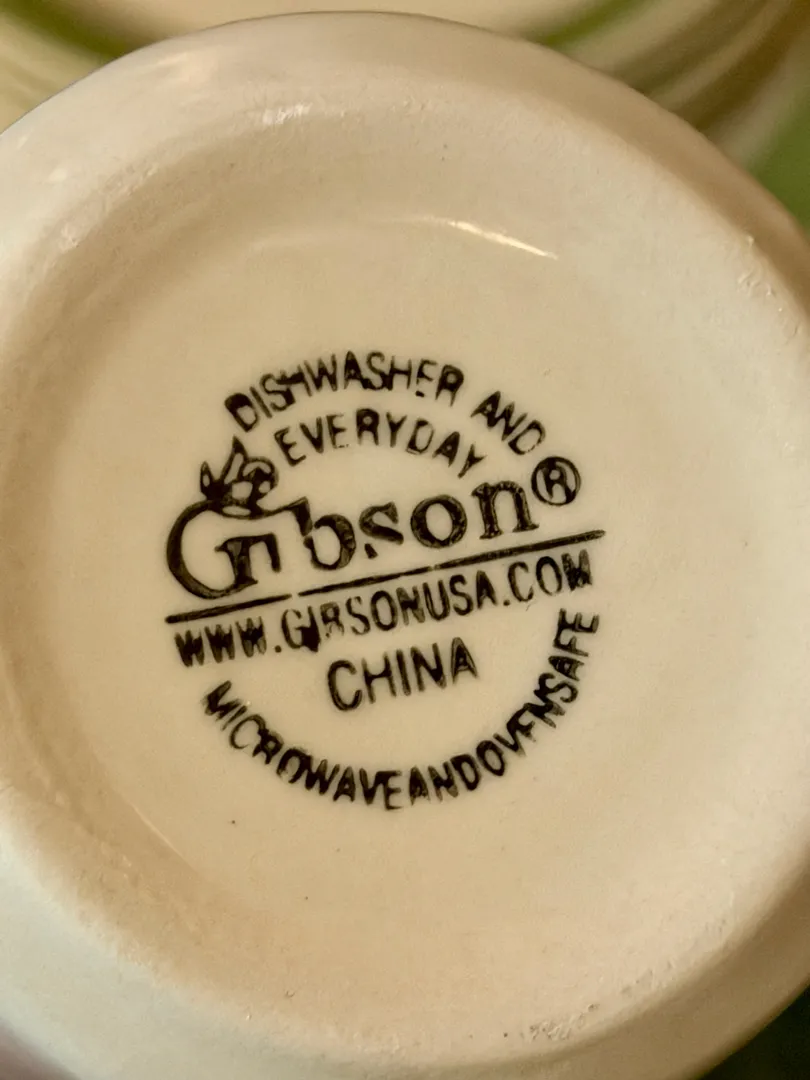 DISHWASHER AND
EVERYDAY
Gibson®
WWW.GIBSONUSA.COM
CHINA
MICROWAVEANDOVENSAFE